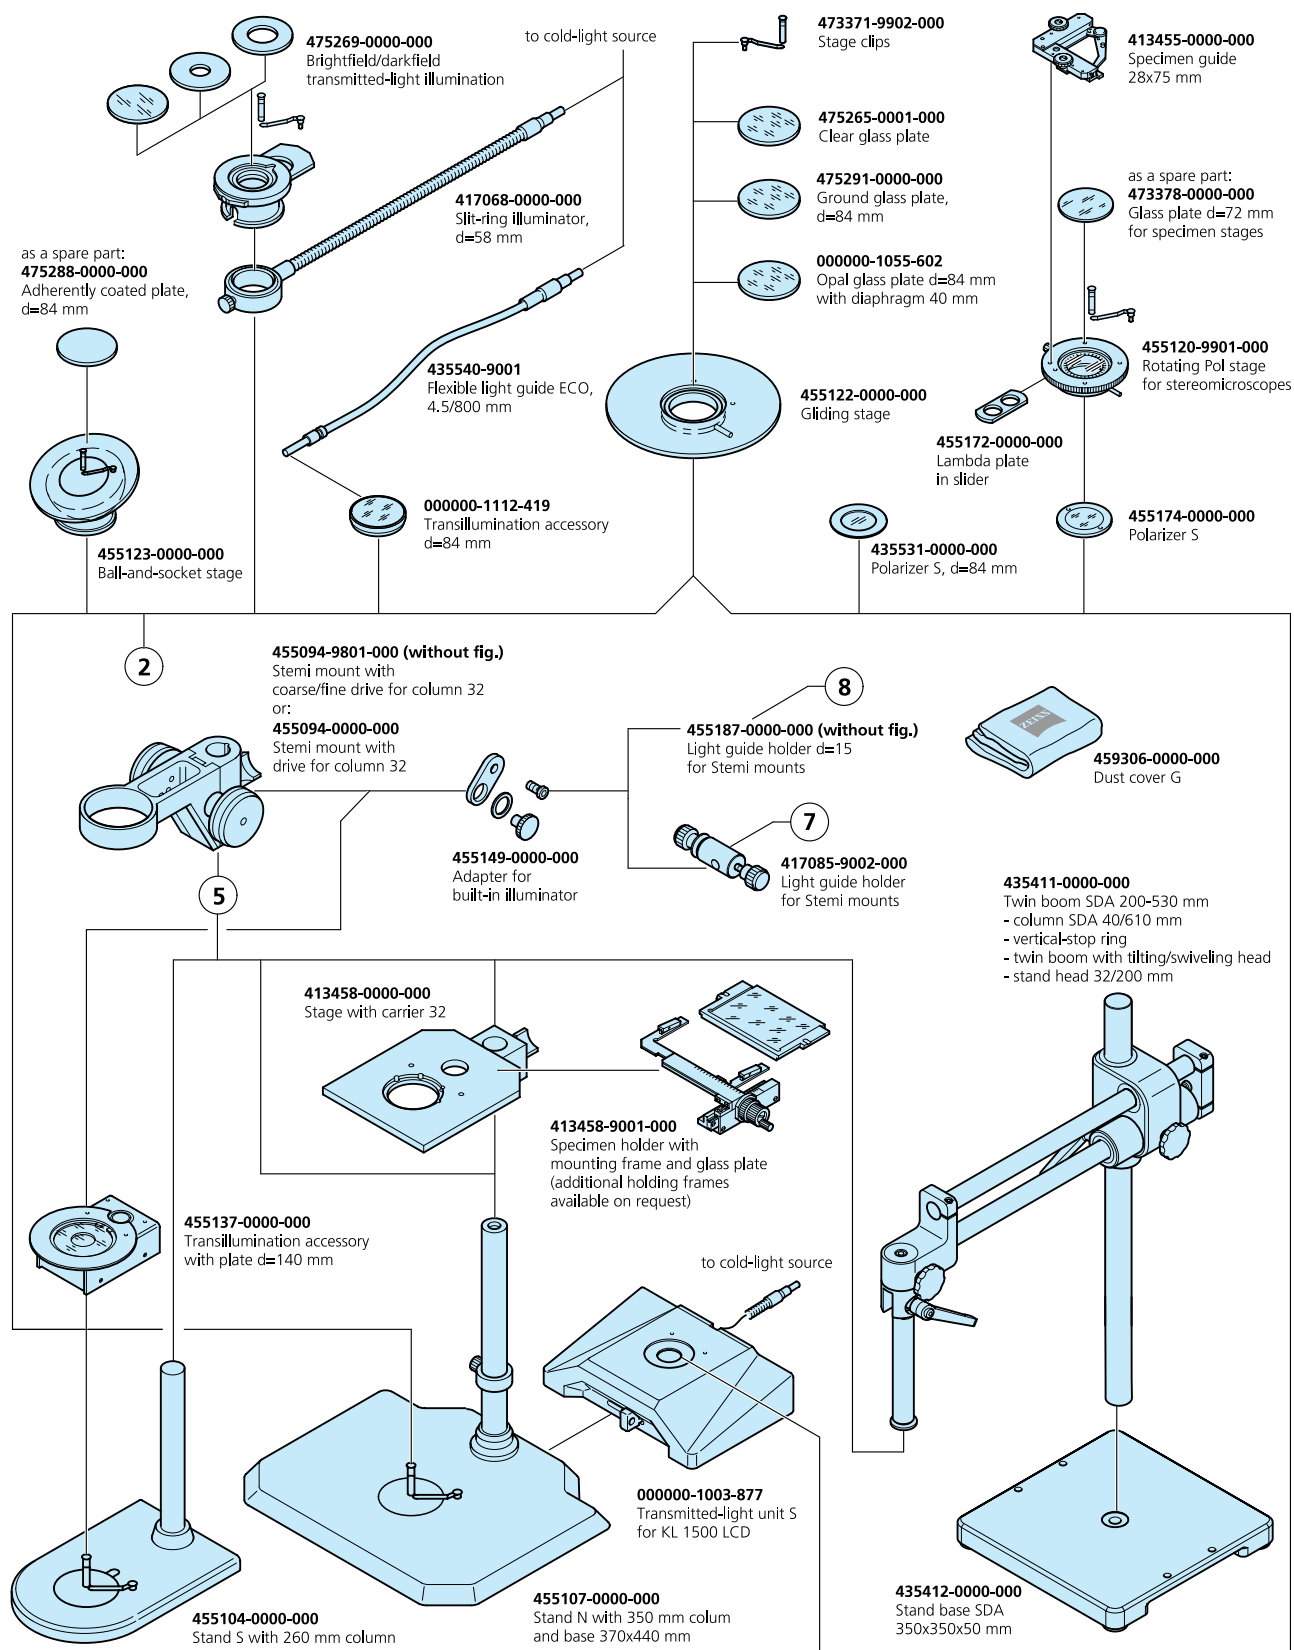 475269-0000-000
Brightfield/darkfield
transmitted-light illumination
to cold-light source
473371-9902-000
Stage clips
413455-0000-000
Specimen guide
28x75 mm
475265-0001-000
Clear glass plate
475291-0000-000
Ground glass plate,
d=84 mm
000000-1055-602
Opal glass plate d=84 mm
with diaphragm 40 mm
as a spare part:
473378-0000-000
Glass plate d=72 mm
for specimen stages
417068-0000-000
Slit-ring illuminator,
d=58 mm
as a spare part:
475288-0000-000
Adherently coated plate,
d=84 mm
435540-9001
Flexible light guide ECO,
4.5/800 mm
455122-0000-000
Gliding stage
455120-9901-000
Rotating Pol stage
for stereomicroscopes
455172-0000-000
Lambda plate
in slider
000000-1112-419
Transillumination accessory
d=84 mm
455123-0000-000
Ball-and-socket stage
435531-0000-000
Polarizer S, d=84 mm
455174-0000-000
Polarizer S
2
455094-9801-000 (without fig.)
Stemi mount with
coarse/fine drive for column 32
or:
455094-0000-000
Stemi mount with
drive for column 32
8
455187-0000-000 (without fig.)
Light guide holder d=15
for Stemi mounts
ZEISS
459306-0000-000
Dust cover G
7
417085-9002-000
Light guide holder
for Stemi mounts
455149-0000-000
Adapter for
built-in illuminator
5
435411-0000-000
Twin boom SDA 200-530 mm
- column SDA 40/610 mm
- vertical-stop ring
- twin boom with tilting/swiveling head
- stand head 32/200 mm
413458-0000-000
Stage with carrier 32
413458-9001-000
Specimen holder with
mounting frame and glass plate
(additional holding frames
available on request)
455137-0000-000
Transillumination accessory
with plate d=140 mm
to cold-light source
000000-1003-877
Transmitted-light unit S
for KL 1500 LCD
455104-0000-000
Stand S with 260 mm column
455107-0000-000
Stand N with 350 mm colum
and base 370x440 mm
435412-0000-000
Stand base SDA
350x350x50 mm